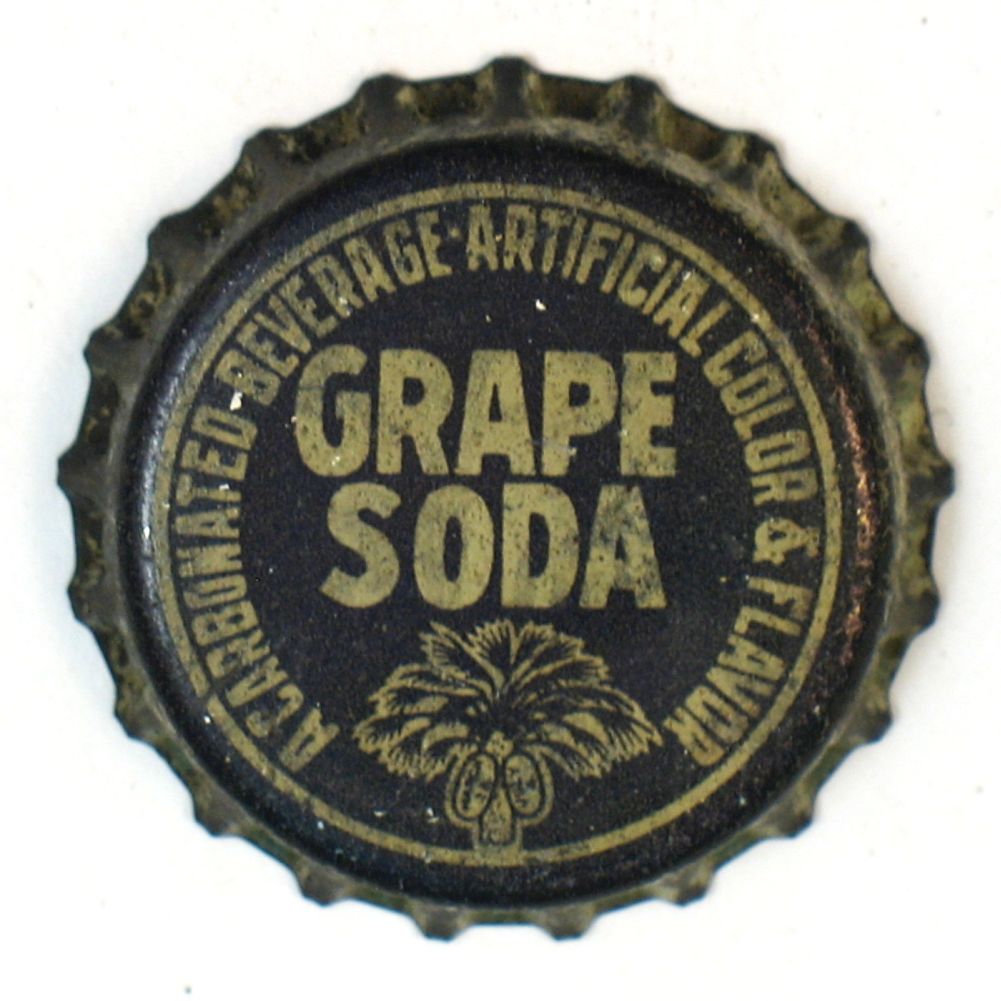 A CARBONATED BEVERAGE · ARTIFICIAL COLOR & FLAVOR
GRAPE
SODA